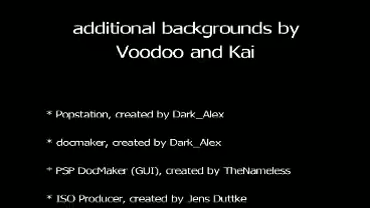 additional backgrounds by
Voodoo and Kai
* Popstation, created by Dark_Alex
* docmaker, created by Dark_Alex
* PSP DocMaker (GUI), created by TheNameless
* ISO Producer, created by Jens Duttke